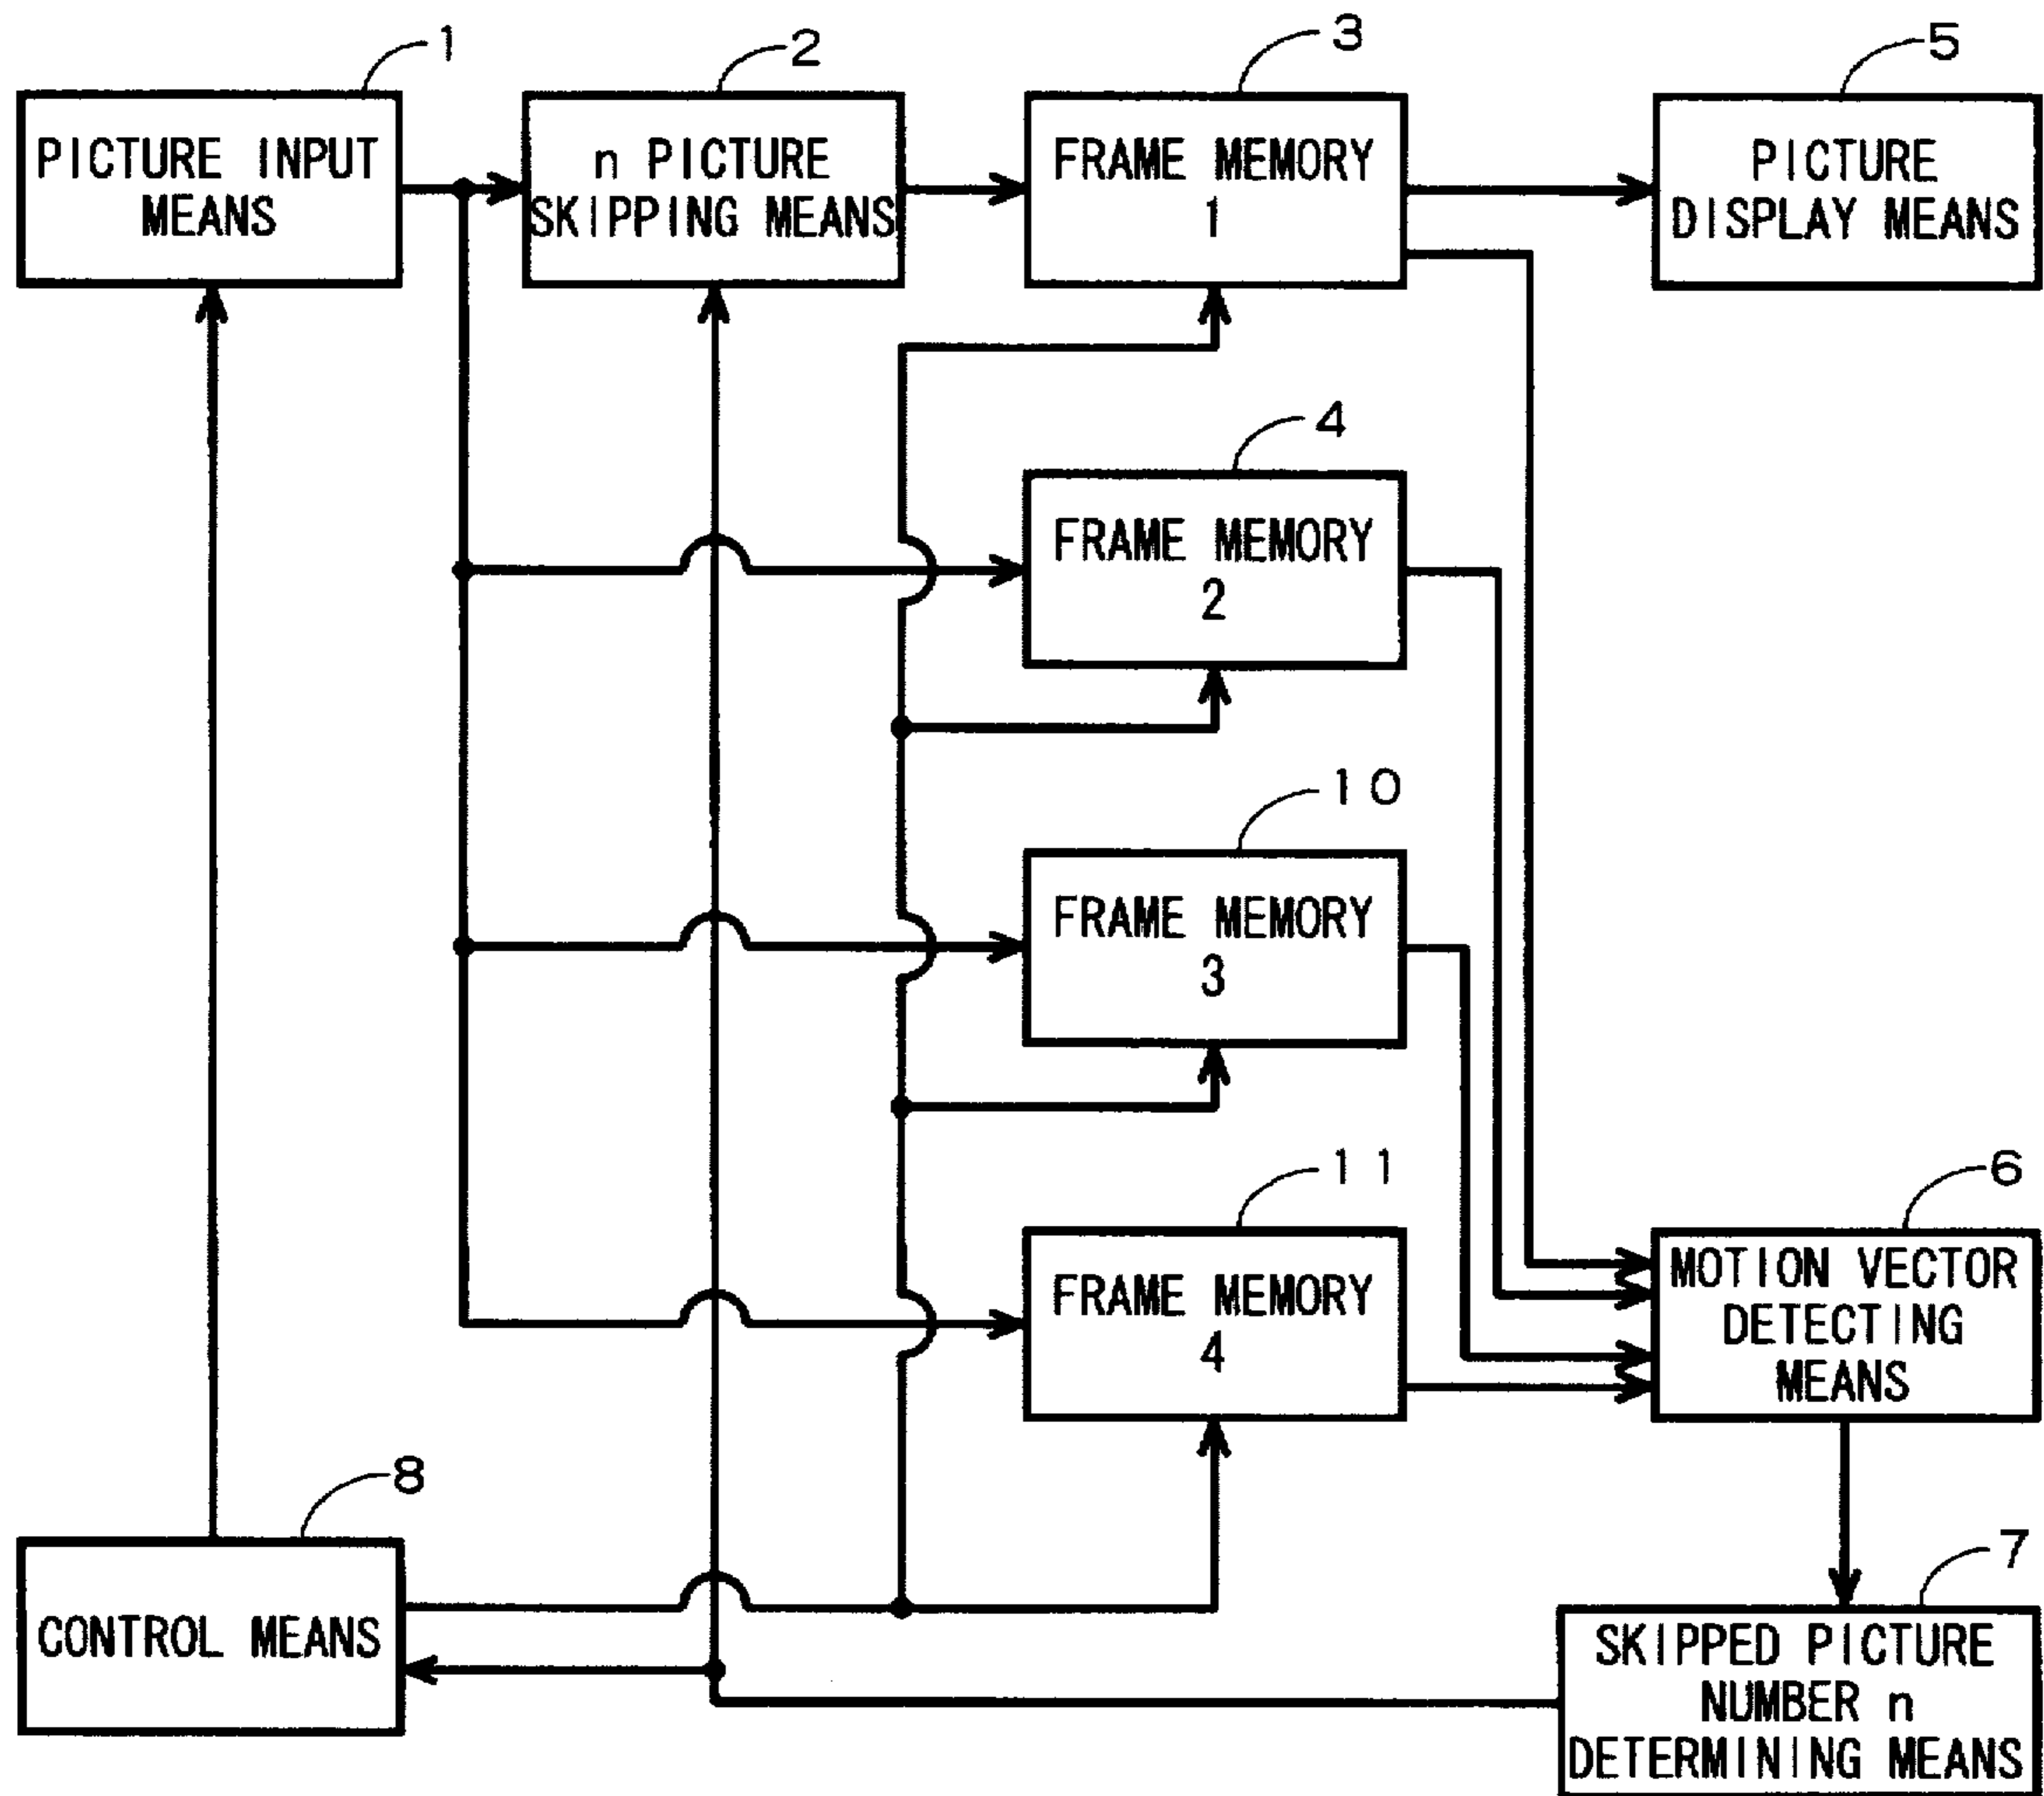 1
PICTURE INPUT
MEANS
2
n PICTURE
SKIPPING MEANS
3
FRAME MEMORY
1
5
PICTURE
DISPLAY MEANS
4
FRAME MEMORY
2
10
FRAME MEMORY
3
11
FRAME MEMORY
4
6
MOTION VECTOR
DETECTING
MEANS
8
CONTROL MEANS
7
SKIPPED PICTURE
NUMBER n
DETERMINING MEANS